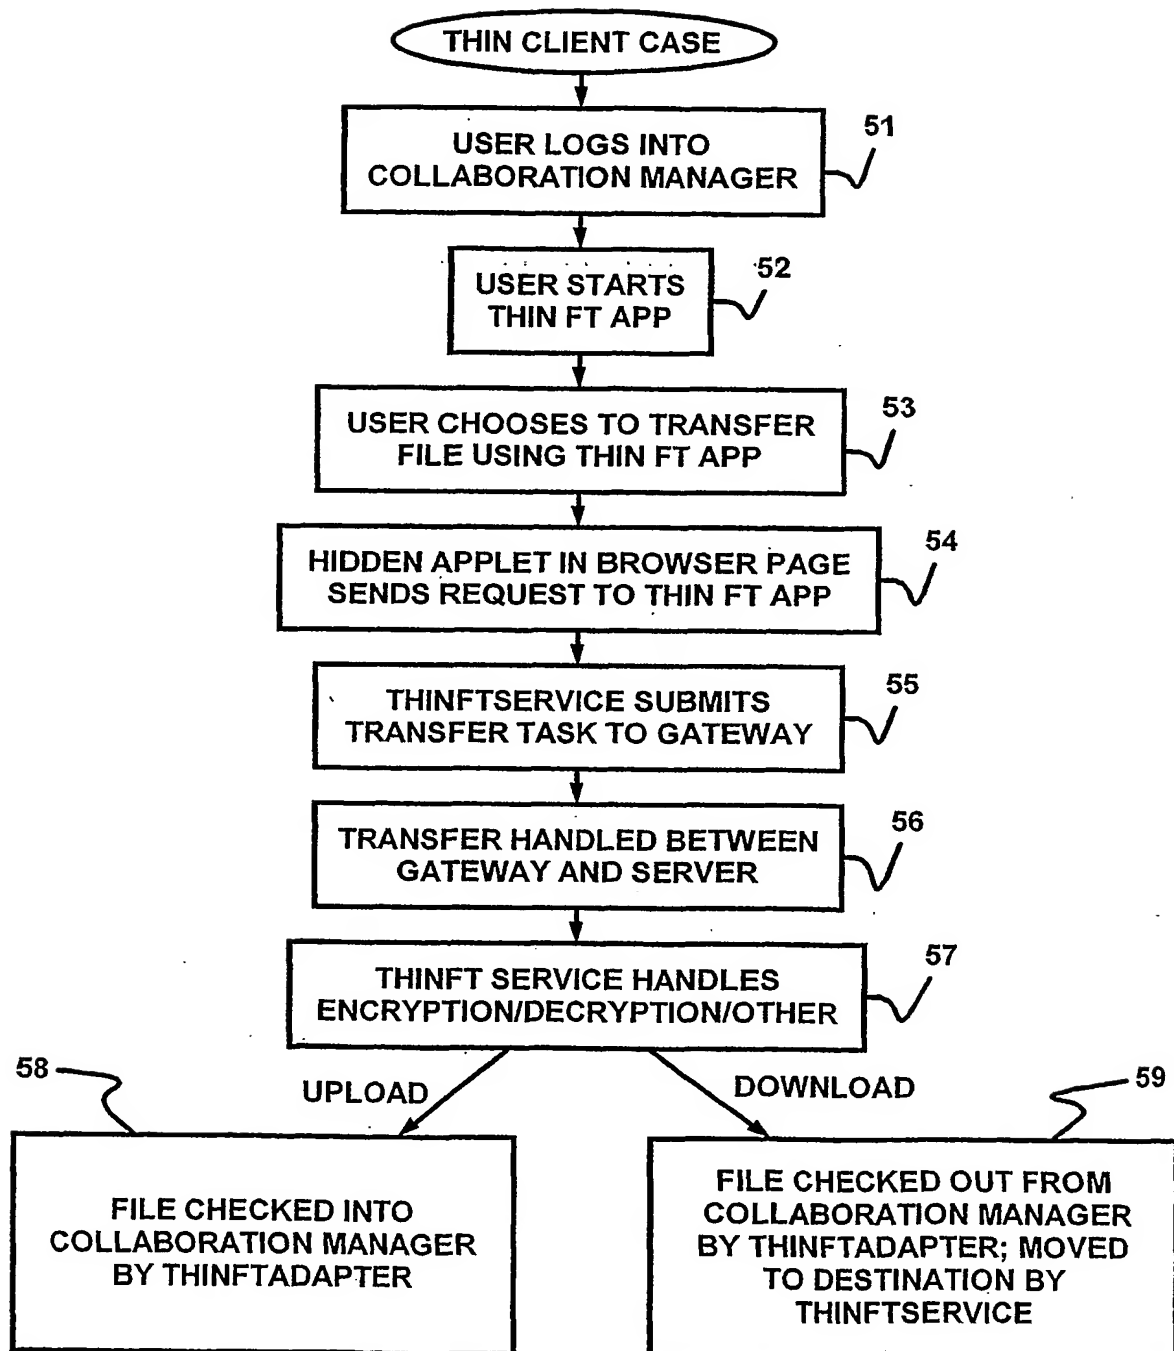 THIN CLIENT CASE
USER LOGS INTO
COLLABORATION MANAGER
51
USER STARTS
THIN FT APP
52
USER CHOOSES TO TRANSFER
FILE USING THIN FT APP
53
HIDDEN APPLET IN BROWSER PAGE
SENDS REQUEST TO THIN FT APP
54
THINFTSERVICE SUBMITS
TRANSFER TASK TO GATEWAY
55
TRANSFER HANDLED BETWEEN
GATEWAY AND SERVER
56
THINFT SERVICE HANDLES
ENCRYPTION/DECRYPTION/OTHER
57
UPLOAD
DOWNLOAD
58
FILE CHECKED INTO
COLLABORATION MANAGER
BY THINFTADAPTER
59
FILE CHECKED OUT FROM
COLLABORATION MANAGER
BY THINFTADAPTER; MOVED
TO DESTINATION BY
THINFTSERVICE